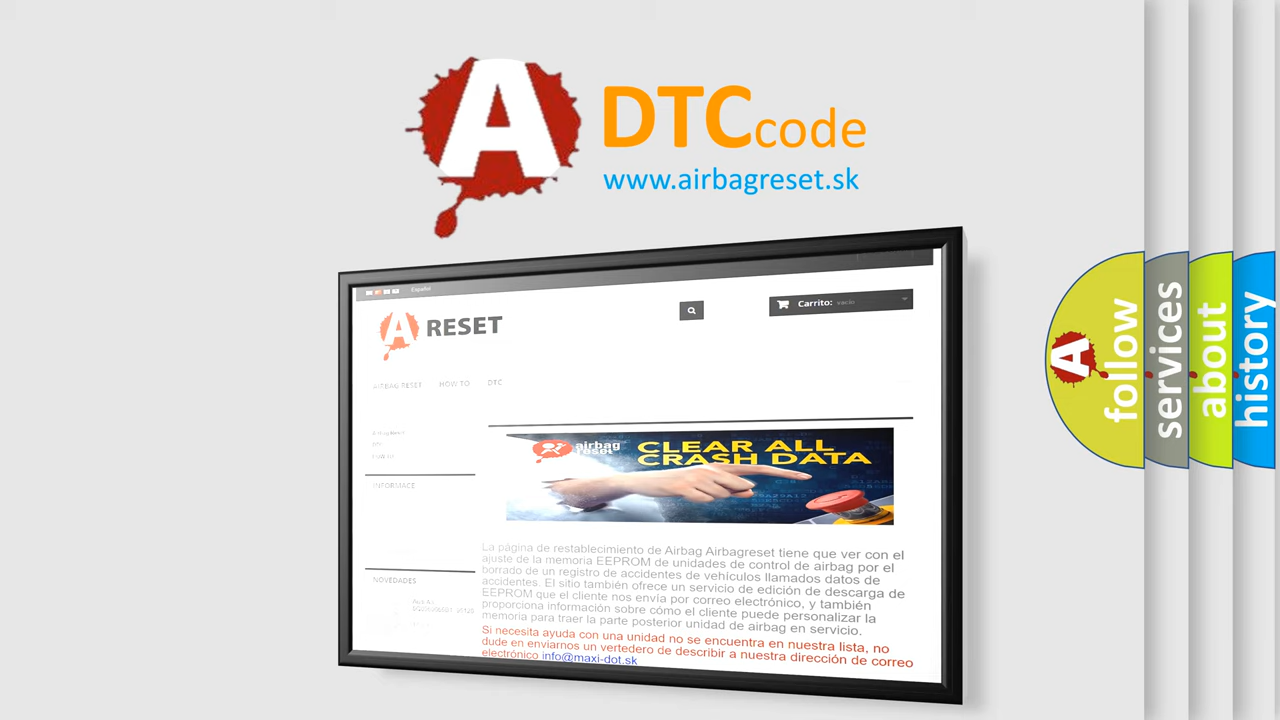 A
DTCcode
www.airbagreset.sk
Español
Carrito: vacío
A RESET
AIRBAG RESET HOW TO DTC
airbag
reset
CLEAR ALL
CRASH DATA
INFORMACE
NOVEDADES
La página de restablecimiento de Airbag Airbagreset tiene que ver con el
ajuste de la memoria EEPROM de unidades de control de airbag por el
borrado de un registro de accidentes de vehículos llamados datos de
accidentes. El sitio también ofrece un servicio de edición de descarga de
EEPROM que el cliente nos envía por correo electrónico, y también
proporciona información sobre cómo el cliente puede personalizar la
memoria para traer la parte posterior unidad de airbag en servicio.
Si necesita ayuda con una unidad no se encuentra en nuestra lista, no
dude en enviarnos un vertedero de describir a nuestra dirección de correo
electrónico info@maxi-dot.sk
A
follow
services
about
history